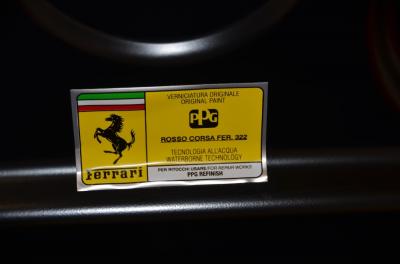 VERNICIATURA ORIGINALE
ORIGINAL PAINT
PPG
ROSSO CORSA FER. 322
TECNOLOGIA ALL'ACQUA
WATERBORNE TECHNOLOGY
Ferrari
PER RITOCCHI USARE/FOR REPAIR WORKS
PPG REFINISH